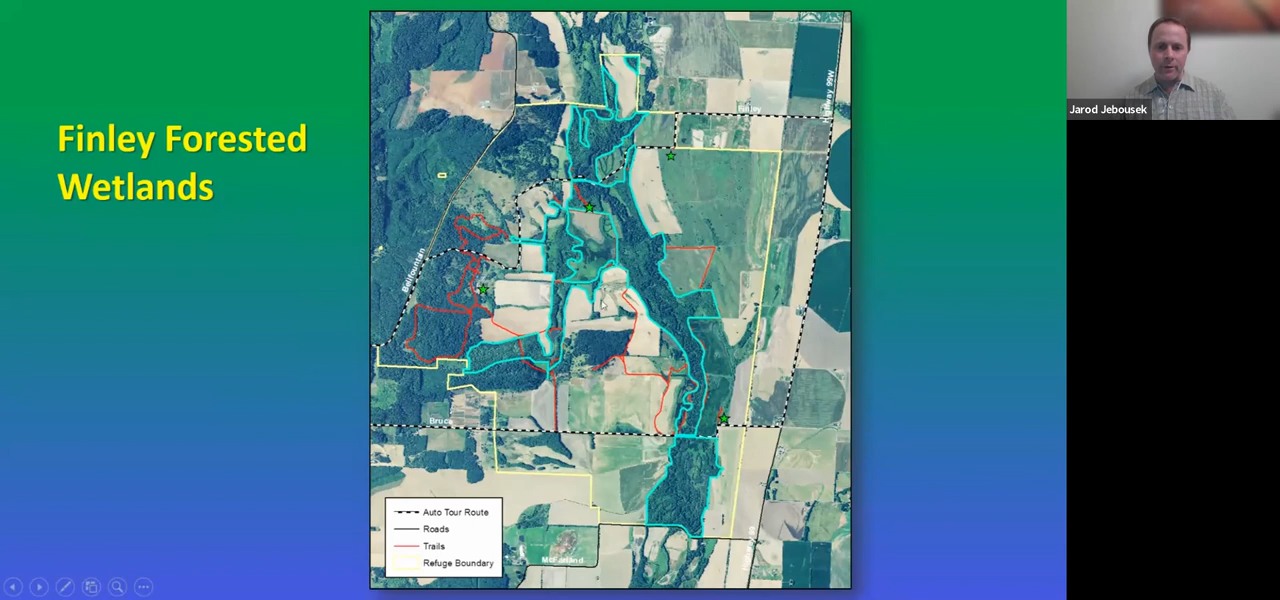 Finley Forested
Wetlands
Finley
Highway 99W
Bellfountain
Bruce
McFarland
Auto Tour Route
Roads
Trails
Refuge Boundary
Jarod Jebousek